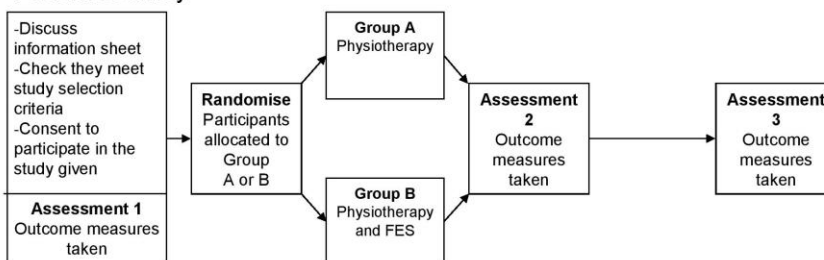 -Discuss
information sheet
-Check they meet
study selection
criteria
-Consent to
participate in the
study given
Assessment 1
Outcome measures
taken
Randomise
Participants
allocated to
Group
A or B
Group A
Physiotherapy
Group B
Physiotherapy
and FES
Assessment
2
Outcome
measures
taken
Assessment
3
Outcome
measures
taken